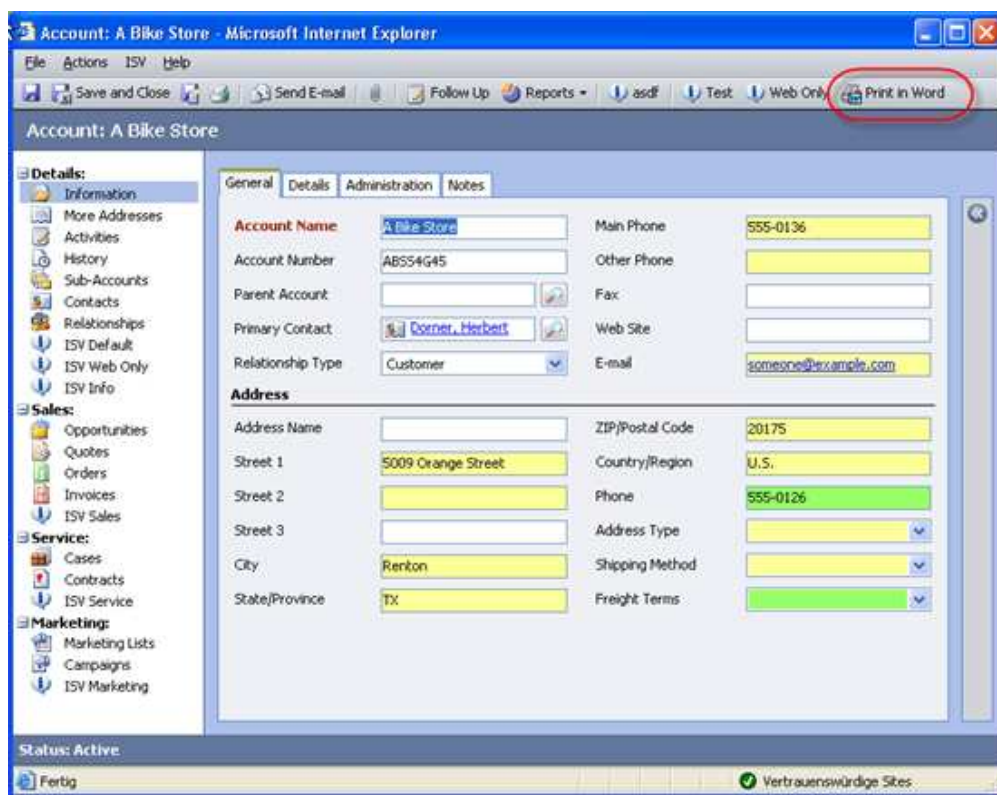 Account: A Bike Store - Microsoft Internet Explorer
File Actions ISV Help
Save and Close Send E-mail Follow Up Reports asdf Test Web Only Print in Word
Account: A Bike Store
Details:
Information
More Addresses
Activities
History
Sub-Accounts
Contacts
Relationships
ISV Default
ISV Web Only
ISV Info
Sales:
Opportunities
Quotes
Orders
Invoices
ISV Sales
Service:
Cases
Contracts
ISV Service
Marketing:
Marketing Lists
Campaigns
ISV Marketing
General Details Administration Notes
Account Name A Bike Store Main Phone 555-0136
Account Number ABSS4G45 Other Phone
Parent Account Fax
Primary Contact Dorner, Herbert Web Site
Relationship Type Customer E-mail someone@example.com
Address
Address Name ZIP/Postal Code 20175
Street 1 5009 Orange Street Country/Region U.S.
Street 2 Phone 555-0126
Street 3 Address Type
City Renton Shipping Method
State/Province TX Freight Terms
Status: Active
Fertig Vertrauenswürdige Sites